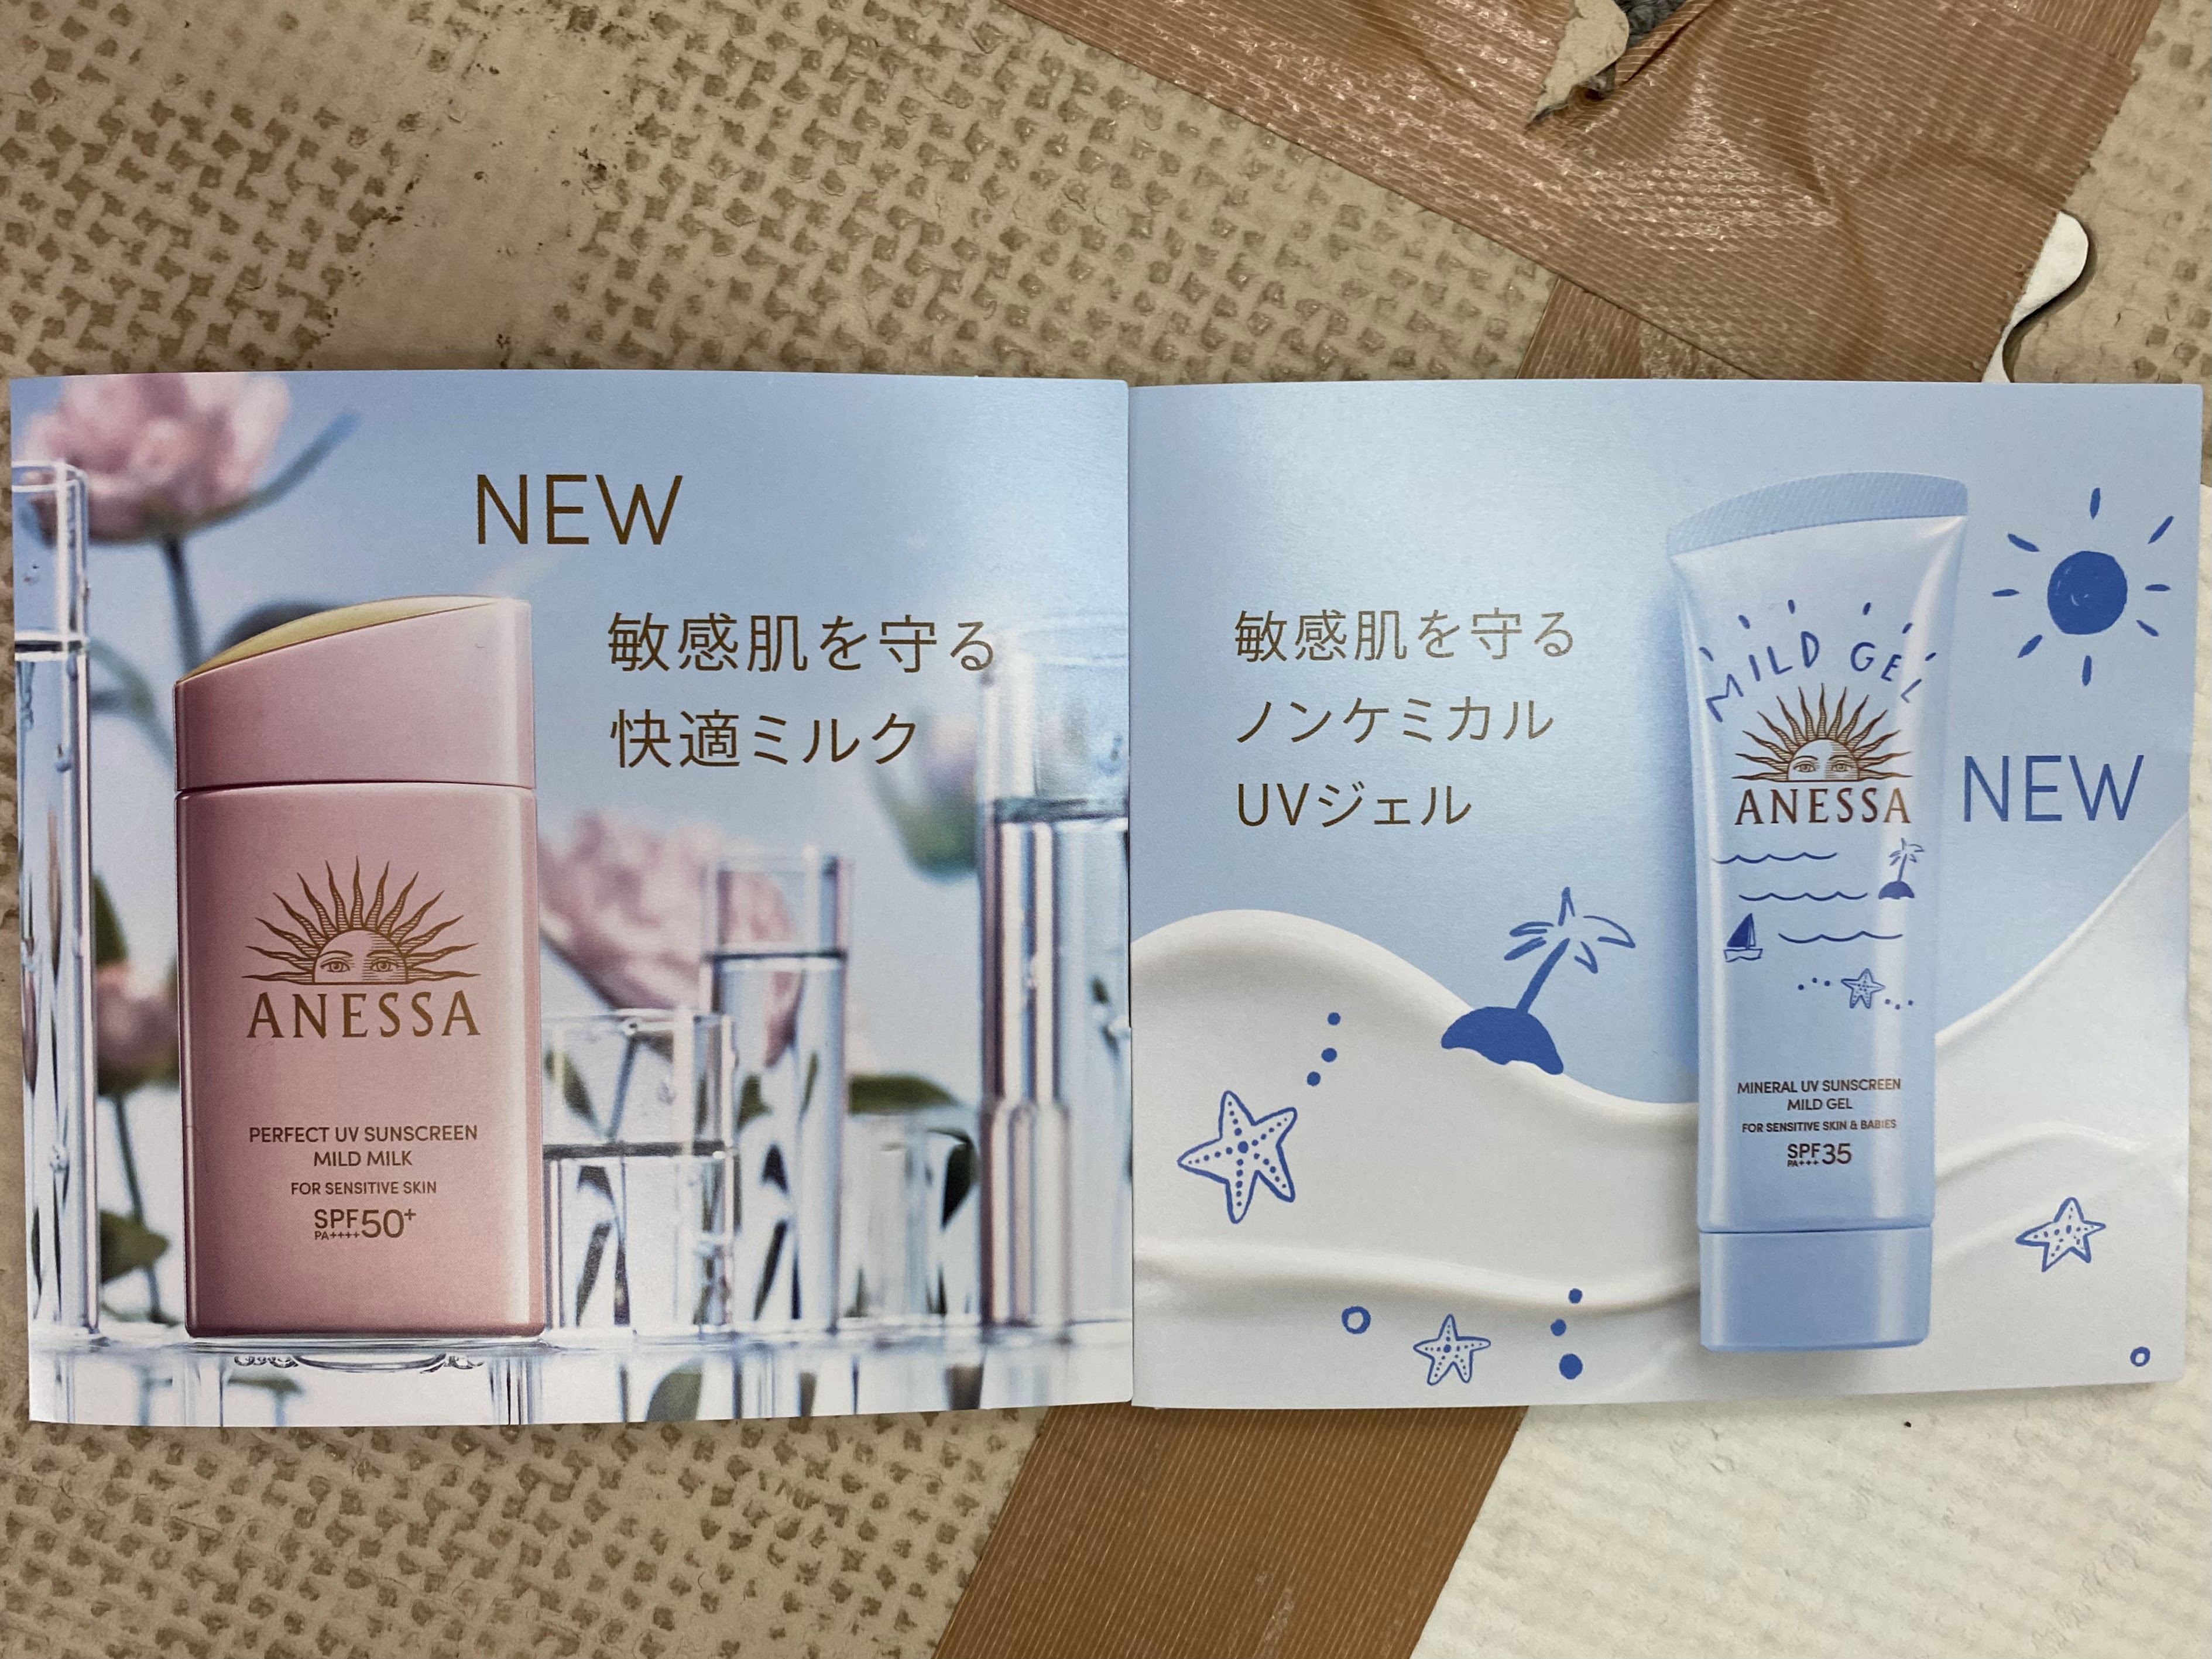 NEW
敏感肌を守る
快適ミルク
ANESSA
PERFECT UV SUNSCREEN
MILD MILK
FOR SENSITIVE SKIN
SPF50+
PA++++
敏感肌を守る
ノンケミカル
UVジェル
MILD GEL
ANESSA
NEW
MINERAL UV SUNSCREEN
MILD GEL
FOR SENSITIVE SKIN & BABIES
SPF35
PA+++